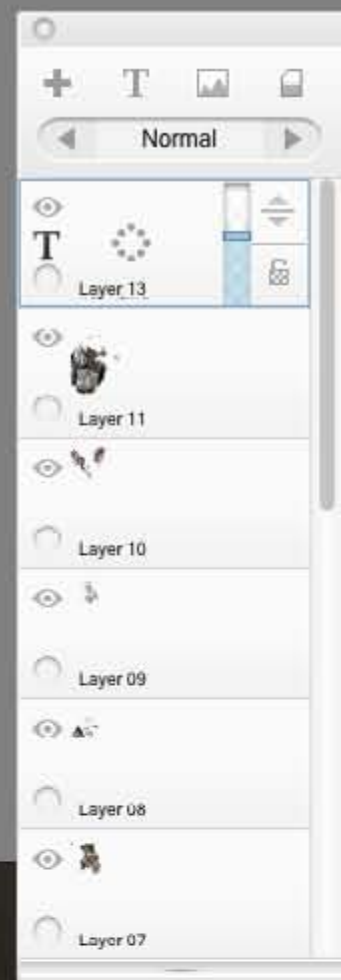 T
Normal
T
Layer 13
Layer 11
Layer 10
Layer 09
Layer 08
Layer 07